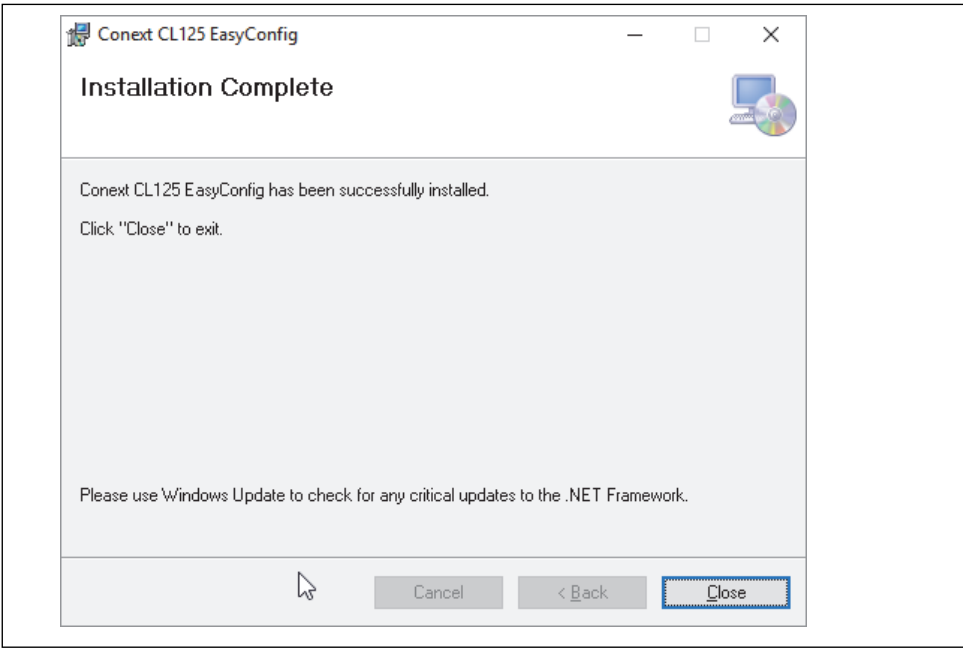 Conext CL125 EasyConfig
Installation Complete
Conext CL125 EasyConfig has been successfully installed.
Click "Close" to exit.
Please use Windows Update to check for any critical updates to the .NET Framework.
Cancel
< Back
Close